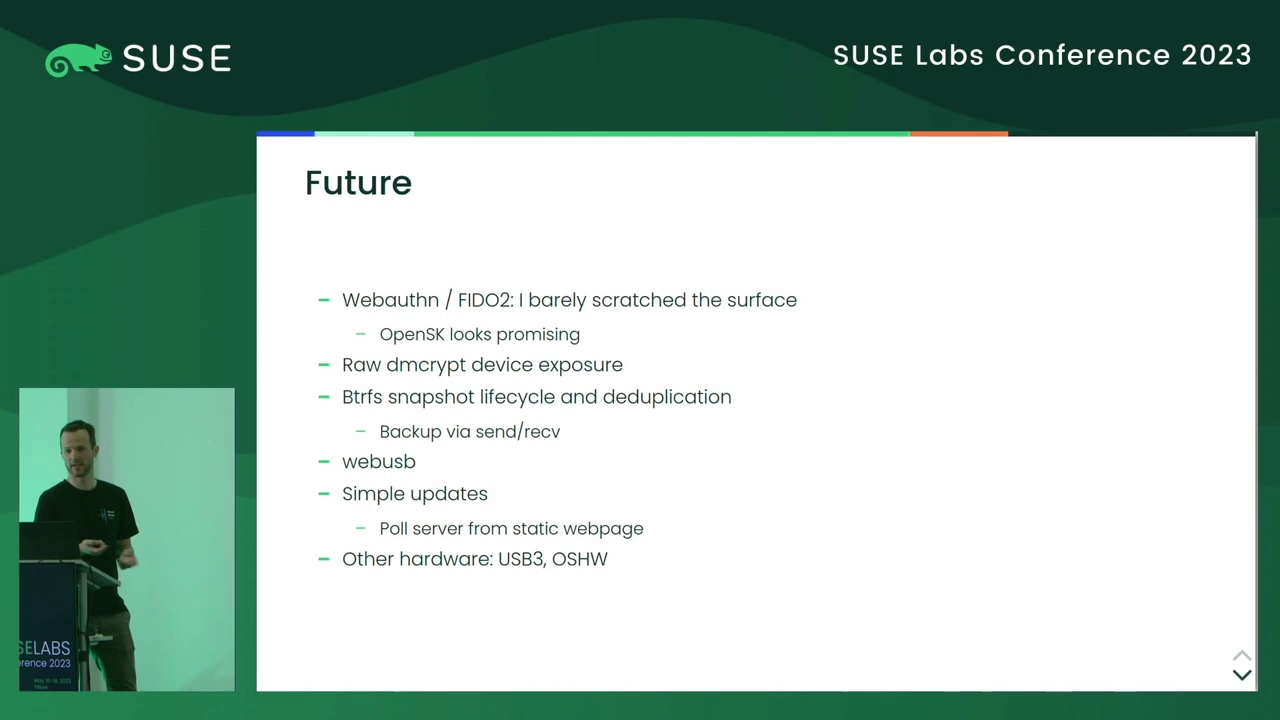 SUSE
SUSE Labs Conference 2023
Future
– Webauthn / FIDO2: I barely scratched the surface
– OpenSK looks promising
– Raw dmcrypt device exposure
– Btrfs snapshot lifecycle and deduplication
– Backup via send/recv
– webusb
– Simple updates
– Poll server from static webpage
– Other hardware: USB3, OSHW
SELABS
erence 2023